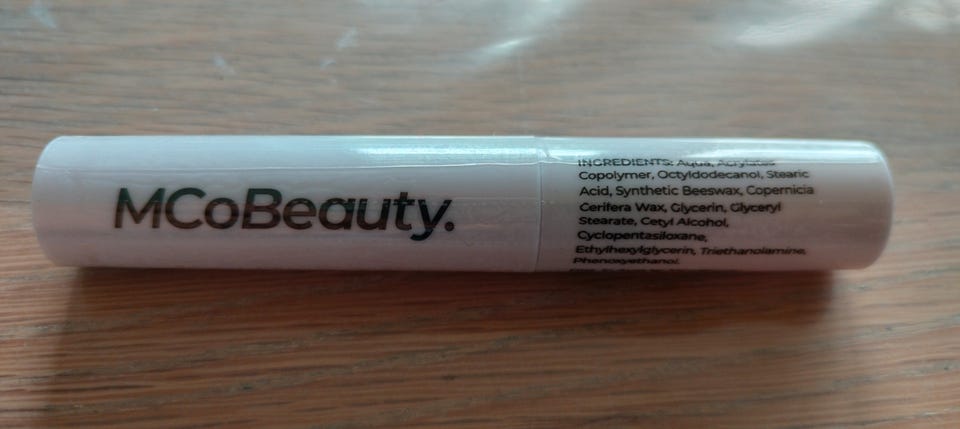 MCoBeauty.
INGREDIENTS: Aqua, Acrylates
Copolymer, Octyldodecanol, Stearic
Acid, Synthetic Beeswax, Copernicia
Cerifera Wax, Glycerin, Glyceryl
Stearate, Cetyl Alcohol,
Cyclopentasiloxane,
Ethylhexylglycerin, Triethanolamine,
Phenoxyethanol.